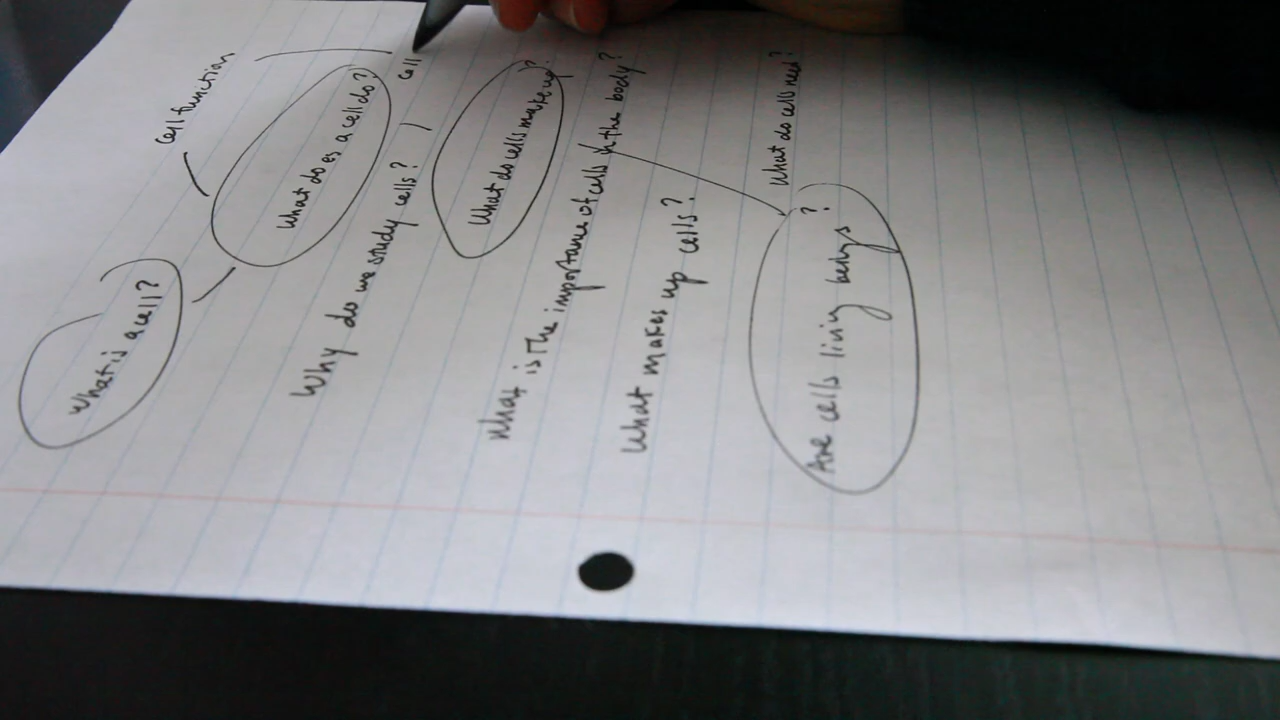 What is a cell?
cell function
What does a cell do?
Why do we study cells?
cell
What do cells make up?
What is the importance of cells in the body?
What makes up cells?
What do cells need?
Are cells living bedys?